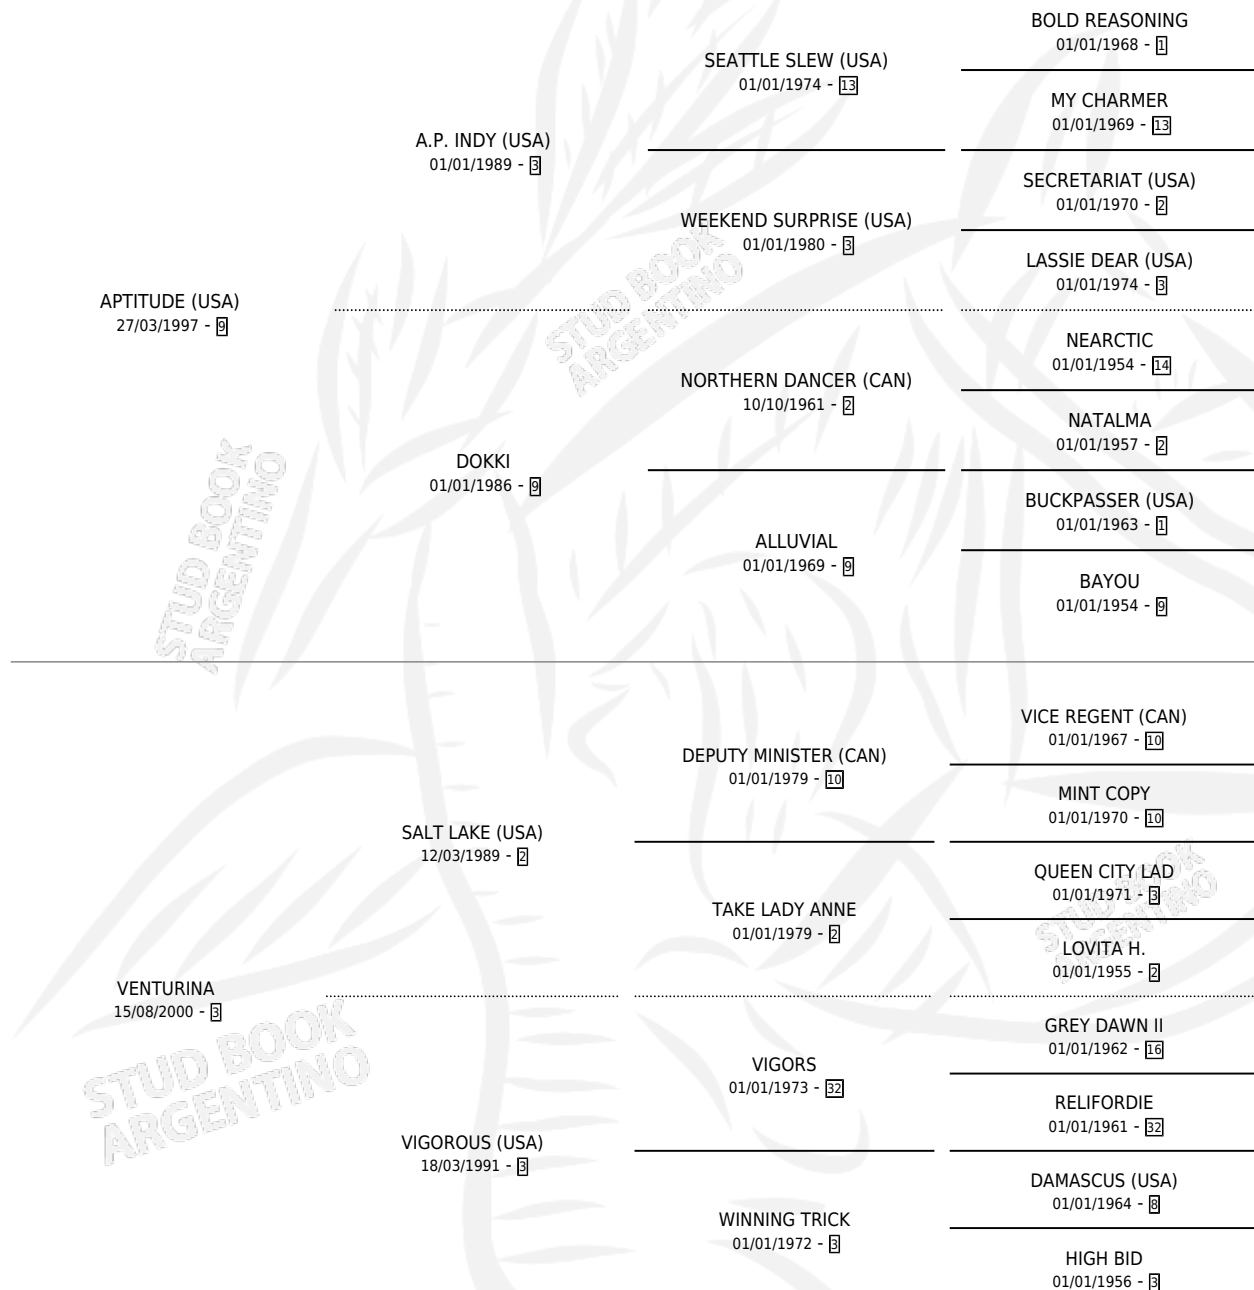 BOLD REASONING
01/01/1968 - 1
SEATTLE SLEW (USA)
01/01/1974 - 13
MY CHARMER
01/01/1969 - 13
A.P. INDY (USA)
01/01/1989 - 3
SECRETARIAT (USA)
01/01/1970 - 2
WEEKEND SURPRISE (USA)
01/01/1980 - 3
LASSIE DEAR (USA)
01/01/1974 - 3
APTITUDE (USA)
27/03/1997 - 9
NEARCTIC
01/01/1954 - 14
NORTHERN DANCER (CAN)
10/10/1961 - 2
NATALMA
01/01/1957 - 2
DOKKI
01/01/1986 - 9
BUCKPASSER (USA)
01/01/1963 - 1
ALLUVIAL
01/01/1969 - 9
BAYOU
01/01/1954 - 9
VICE REGENT (CAN)
01/01/1967 - 10
DEPUTY MINISTER (CAN)
01/01/1979 - 10
MINT COPY
01/01/1970 - 10
SALT LAKE (USA)
12/03/1989 - 2
QUEEN CITY LAD
01/01/1971 - 3
TAKE LADY ANNE
01/01/1979 - 2
LOVITA H.
01/01/1955 - 2
VENTURINA
15/08/2000 - 3
GREY DAWN II
01/01/1962 - 16
VIGORS
01/01/1973 - 32
RELIFORDIE
01/01/1961 - 32
VIGOROUS (USA)
18/03/1991 - 3
DAMASCUS (USA)
01/01/1964 - 8
WINNING TRICK
01/01/1972 - 3
HIGH BID
01/01/1956 - 3
STUD BOOK
ARGENTINO
STUD BOOK
ARGENTINO
STUD BOOK
ARGENTINO
STUD BOOK
ARGENTINO